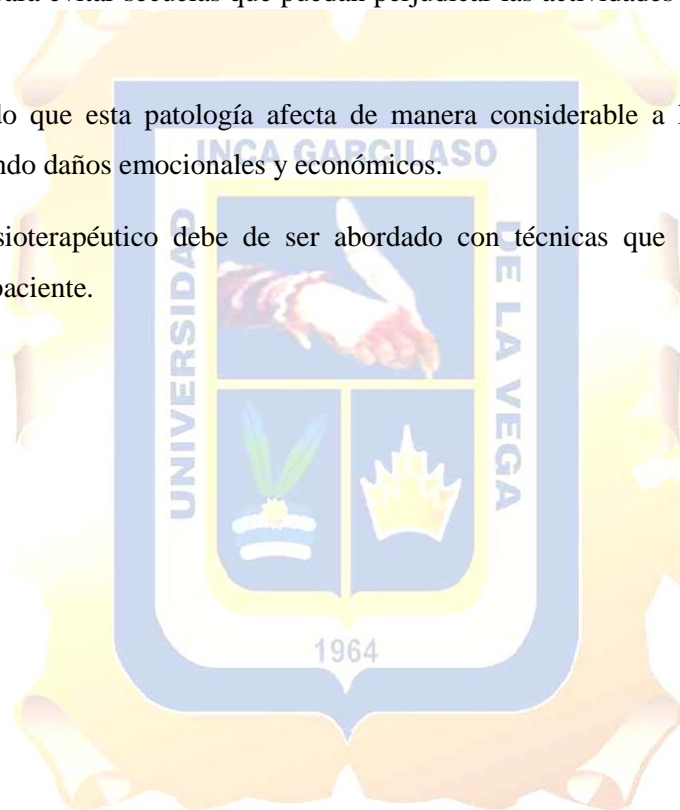 para evitar secuelas que puedan perjudicar las actividades
do que esta patología afecta de manera considerable a
ndo daños emocionales y económicos.
sioterapéutico debe de ser abordado con técnicas que
paciente.
UNIVERSIDAD
INCA GARCILASO
DE LA VEGA
1964